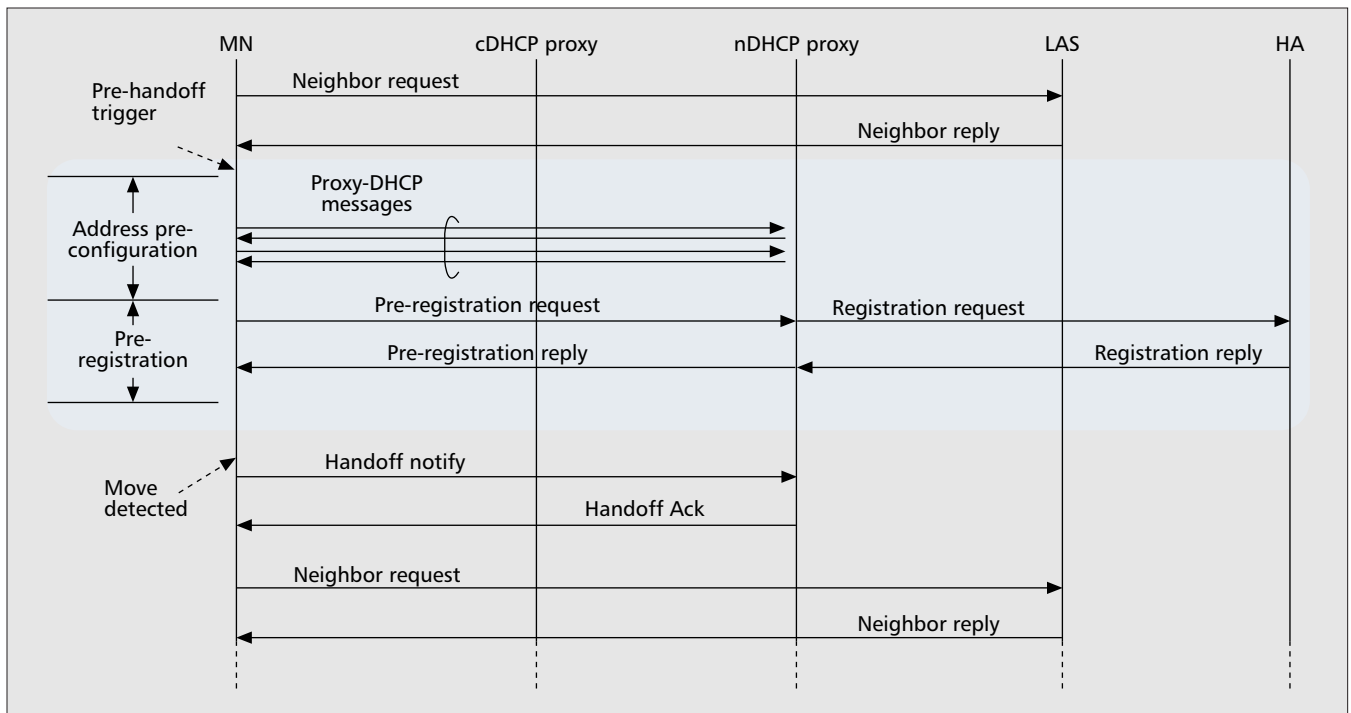 MN
cDHCP proxy
nDHCP proxy
LAS
HA
Pre-handoff
trigger
Neighbor request
Neighbor reply
Proxy-DHCP
messages
Address pre-
configuration
Pre-registration request
Registration request
Pre-
registration
Pre-registration reply
Registration reply
Move
detected
Handoff notify
Handoff Ack
Neighbor request
Neighbor reply